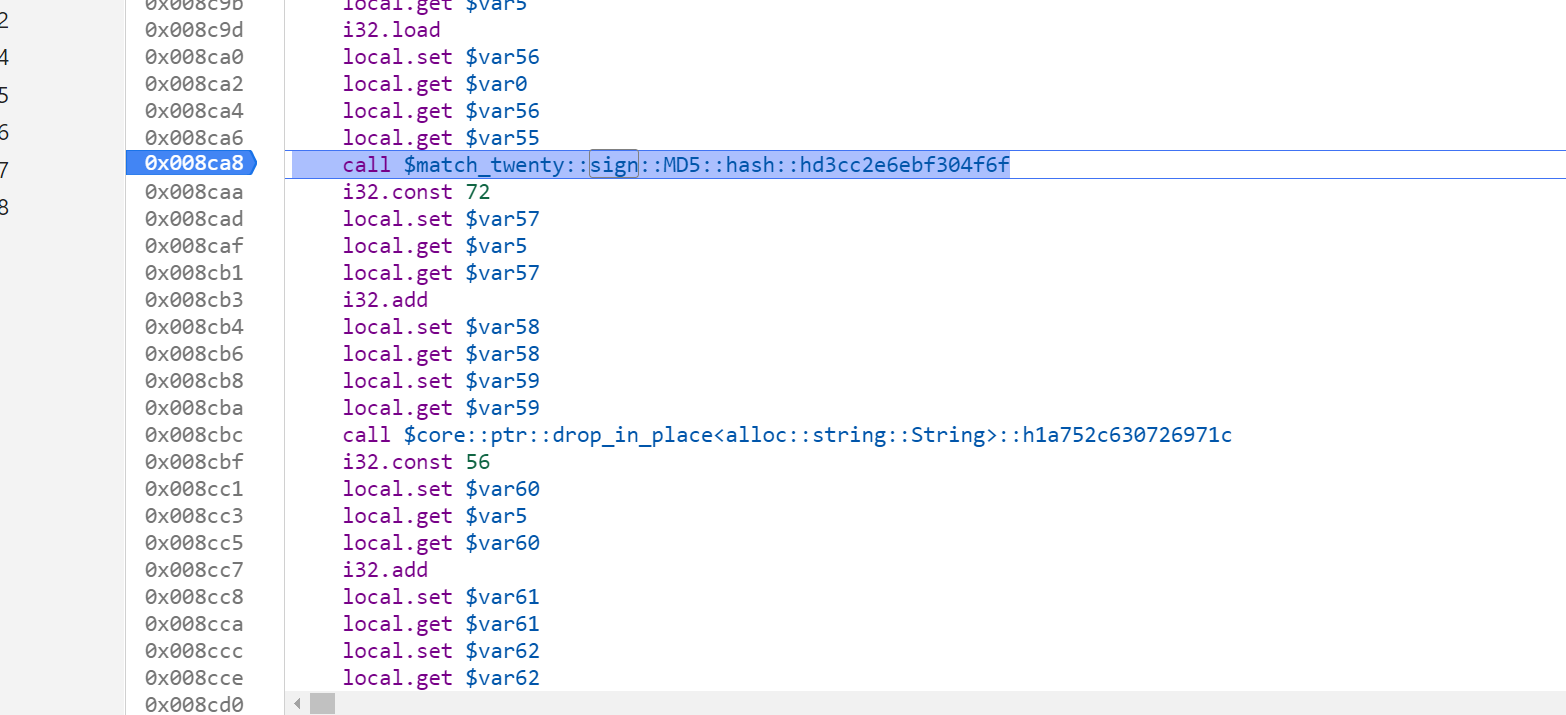 0x008c9b local.get $var5
2
0x008c9d i32.load
4
0x008ca0 local.set $var56
0x008ca2 local.get $var0
5
0x008ca4 local.get $var56
6
0x008ca6 local.get $var55
7
0x008ca8 call $match_twenty::sign::MD5::hash::hd3cc2e6ebf304f6f
0x008caa i32.const 72
8
0x008cad local.set $var57
0x008caf local.get $var5
0x008cb1 local.get $var57
0x008cb3 i32.add
0x008cb4 local.set $var58
0x008cb6 local.get $var58
0x008cb8 local.set $var59
0x008cba local.get $var59
0x008cbc call $core::ptr::drop_in_place<alloc::string::String>::h1a752c630726971c
0x008cbf i32.const 56
0x008cc1 local.set $var60
0x008cc3 local.get $var5
0x008cc5 local.get $var60
0x008cc7 i32.add
0x008cc8 local.set $var61
0x008cca local.get $var61
0x008ccc local.set $var62
0x008cce local.get $var62
0x008cd0